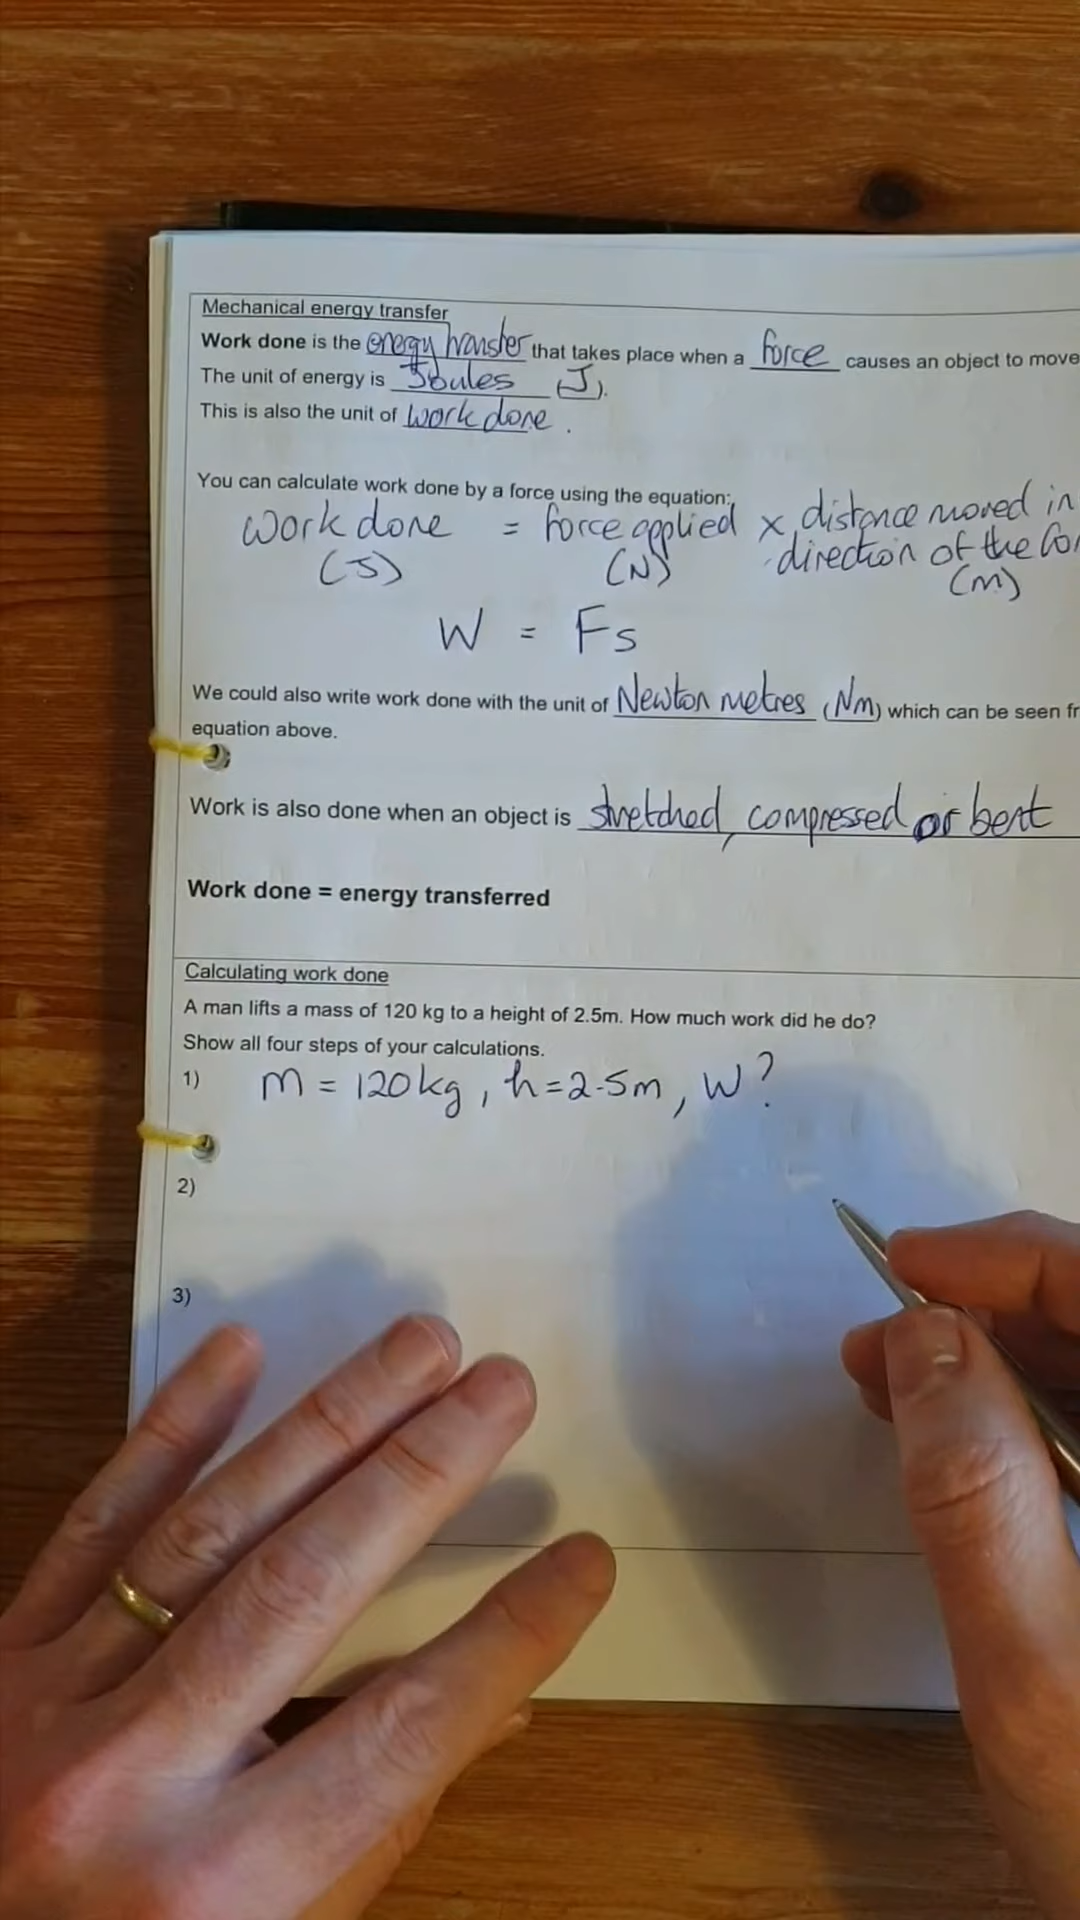 Mechanical energy transfer
Work done is the energy transfer that takes place when a force causes an object to move
The unit of energy is Joules (J).
This is also the unit of work done.
You can calculate work done by a force using the equation:
work done = force applied x distance moved in
direction of the
(J) (N) (m)
W = Fs
We could also write work done with the unit of Newton metres (Nm) which can be seen
equation above.
Work is also done when an object is stretched, compressed or bent
Work done = energy transferred
Calculating work done
A man lifts a mass of 120 kg to a height of 2.5m. How much work did he do?
Show all four steps of your calculations.
1) m = 120kg, h=2.5m, W?
2)
3)